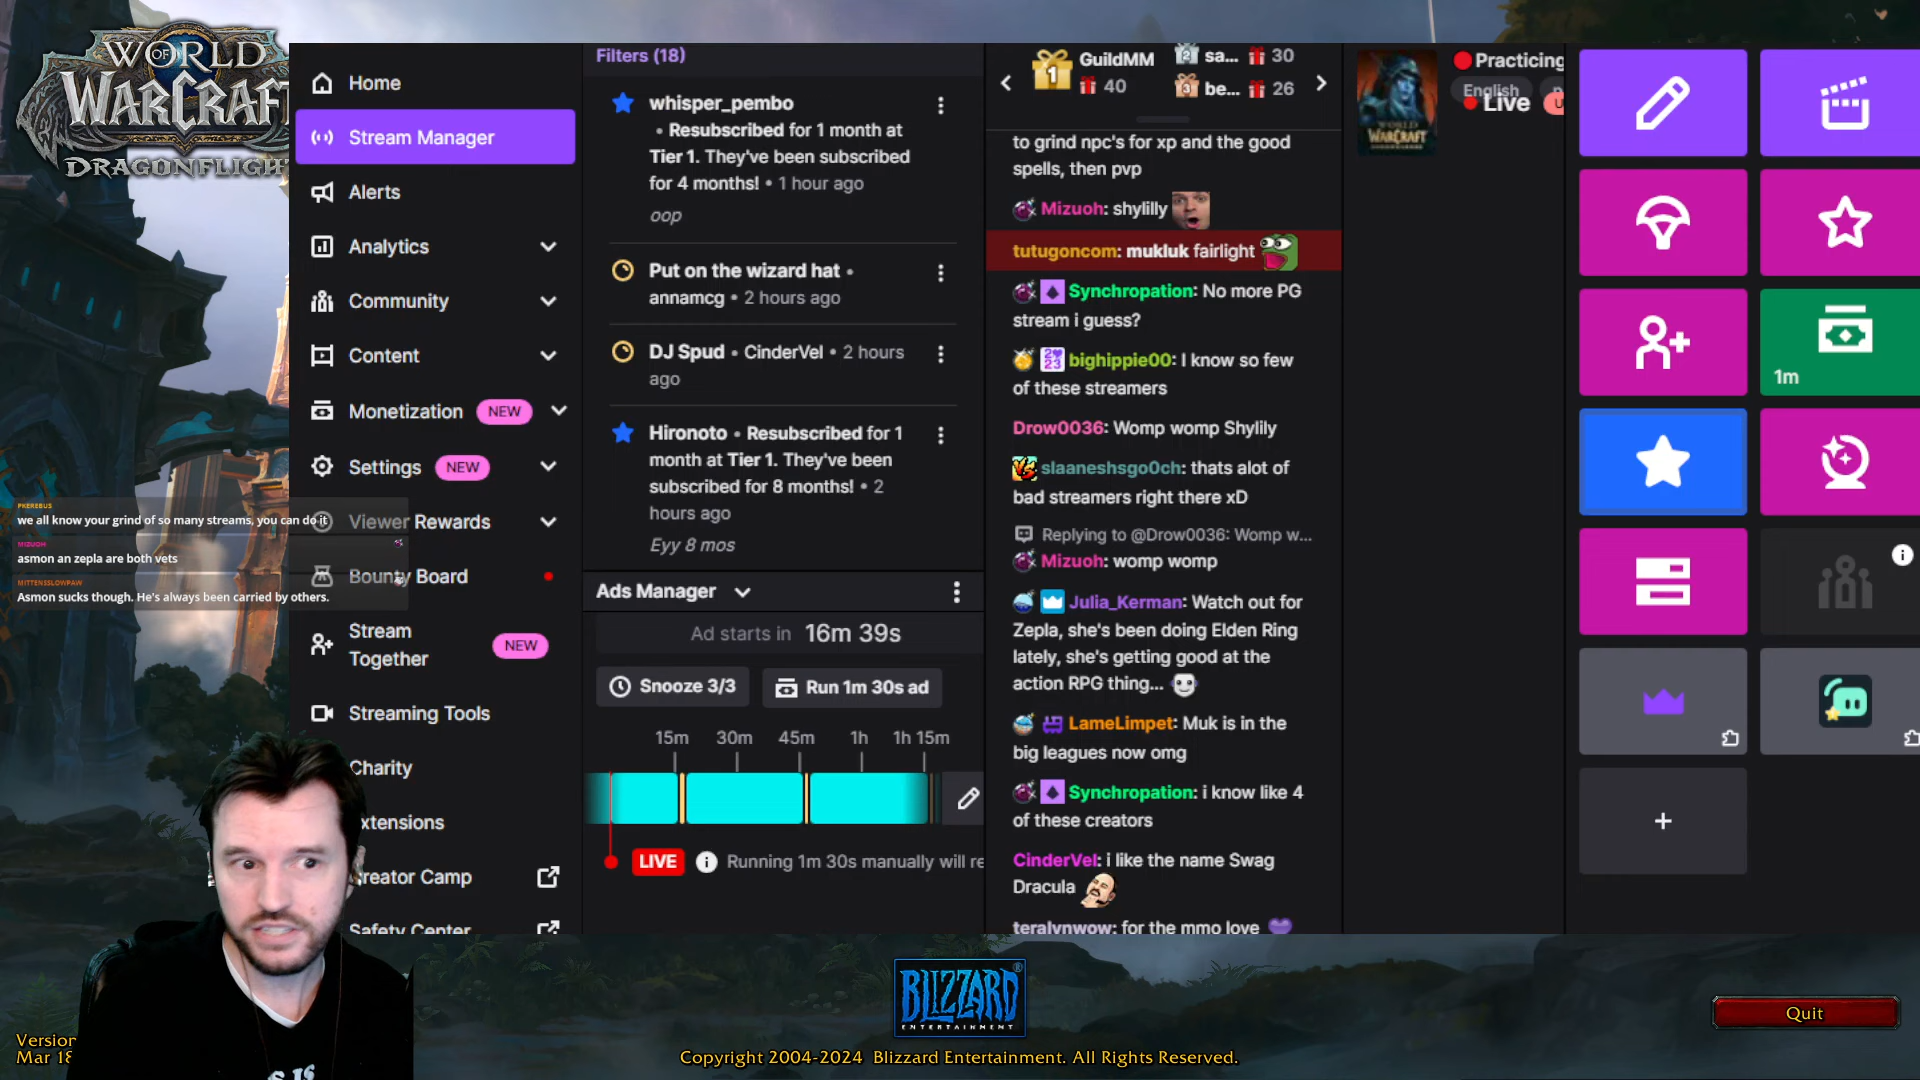 WORLD
OF
WARCRAFT
DRAGONFLIGHT
Home
Stream Manager
Alerts
Analytics
Community
Content
Monetization NEW
Settings NEW
Viewer Rewards
Bounty Board
Stream
Together
NEW
Streaming Tools
Charity
xtensions
reator Camp
Safety Center
PKEREBUS
we all know your grind of so many streams, you can do it
MIZUOH
asmon an zepla are both vets
MITTENSSLOWPAW
Asmon sucks though. He's always been carried by others.
Filters (18)
whisper_pembo
• Resubscribed for 1 month at
Tier 1. They've been subscribed
for 4 months! • 1 hour ago
oop
Put on the wizard hat •
annamcg • 2 hours ago
DJ Spud • CinderVel • 2 hours
ago
Hironoto • Resubscribed for 1
month at Tier 1. They've been
subscribed for 8 months! • 2
hours ago
Eyy 8 mos
Ads Manager
Ad starts in 16m 39s
Snooze 3/3
Run 1m 30s ad
15m 30m 45m 1h 1h 15m
LIVE Running 1m 30s manually will re
1 GuildMM
40
2 sa... 30
3 be... 26
to grind npc's for xp and the good
spells, then pvp
Mizuoh: shylilly
tutugoncom: mukluk fairlight
Synchropation: No more PG
stream i guess?
bighippie00: I know so few
of these streamers
Drow0036: Womp womp Shylily
slaaneshsgo0ch: thats alot of
bad streamers right there xD
Replying to @Drow0036: Womp w...
Mizuoh: womp womp
Julia_Kerman: Watch out for
Zepla, she's been doing Elden Ring
lately, she's getting good at the
action RPG thing...
LameLimpet: Muk is in the
big leagues now omg
Synchropation: i know like 4
of these creators
CinderVel: i like the name Swag
Dracula
teralynwow: for the mmo love
Practicing
English
Live
WORLD
WARCRAFT
1m
+
BLIZZARD
ENTERTAINMENT
Quit
Version
Mar 18
Copyright 2004-2024 Blizzard Entertainment. All Rights Reserved.